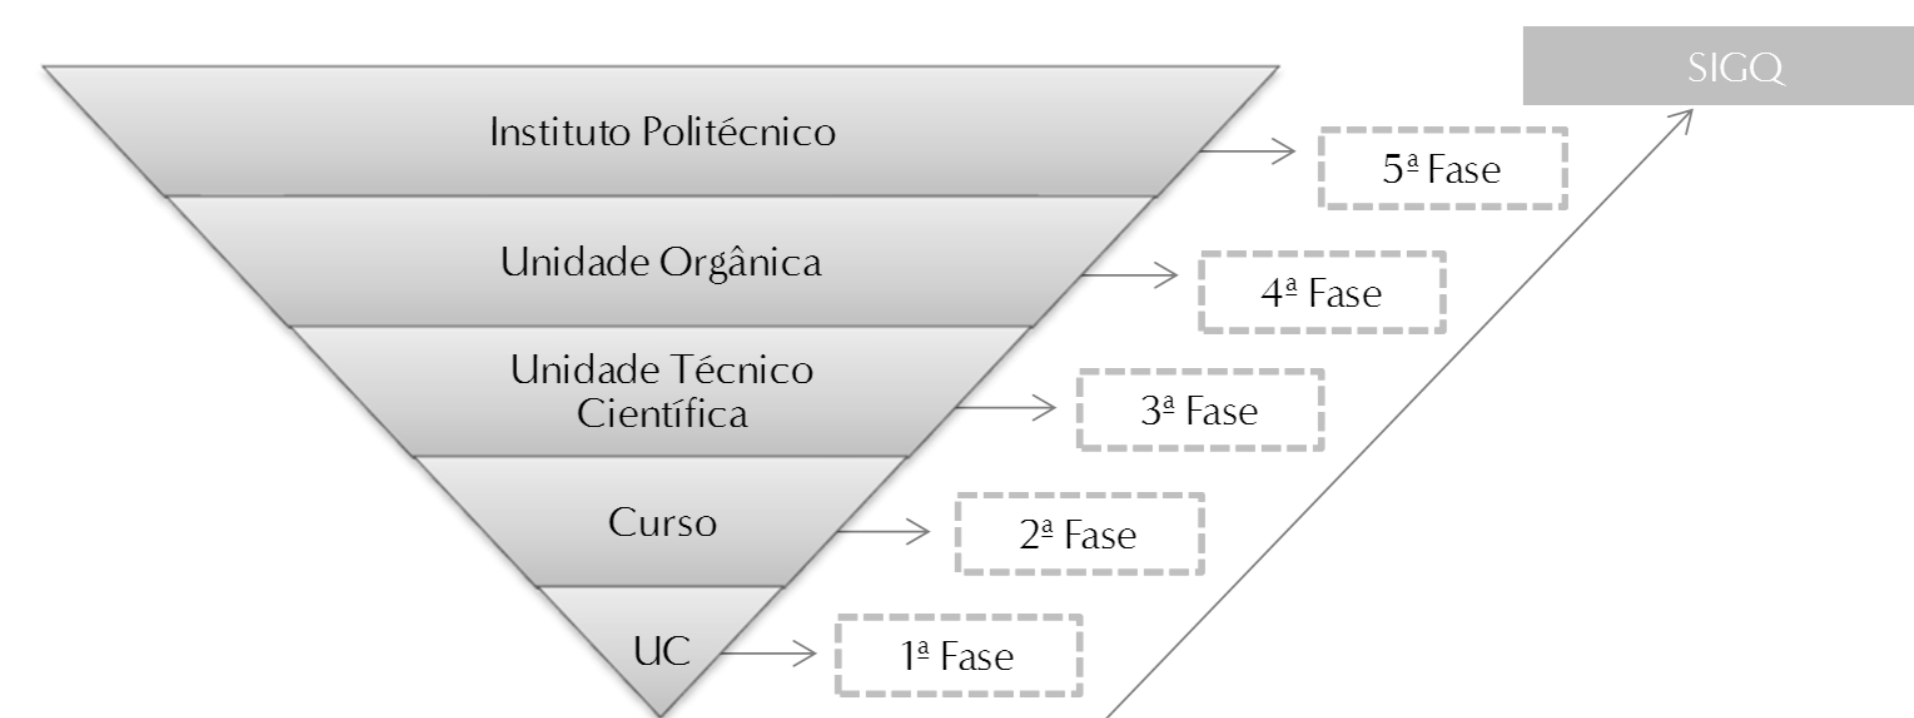 SIGQ
Instituto Politécnico
5ª Fase
Unidade Orgânica
4ª Fase
Unidade Técnico
Científica
3ª Fase
Curso
2ª Fase
UC
1ª Fase